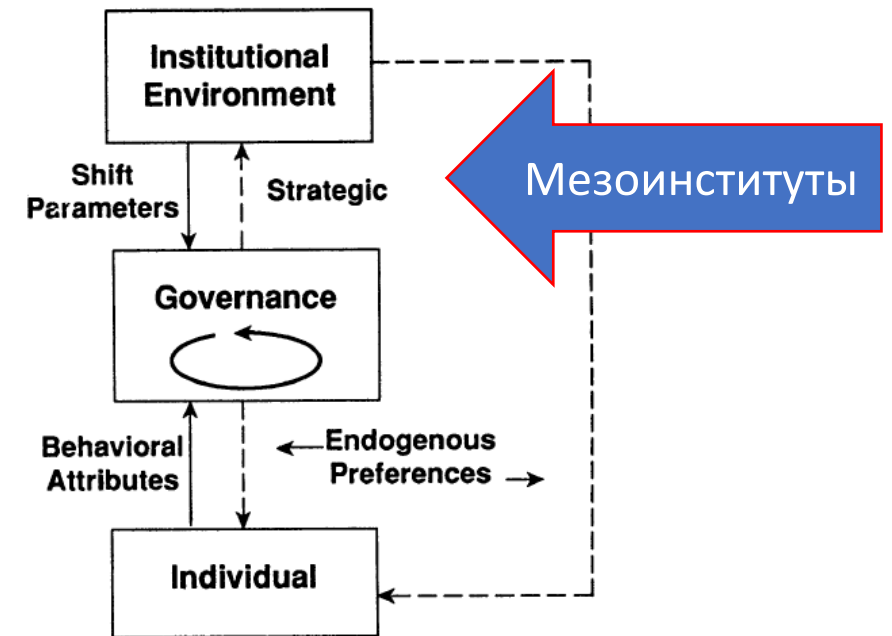 Institutional
Environment
Мезоинституты
Shift
Parameters
Strategic
Governance
Behavioral
Attributes
Endogenous
Preferences
Individual